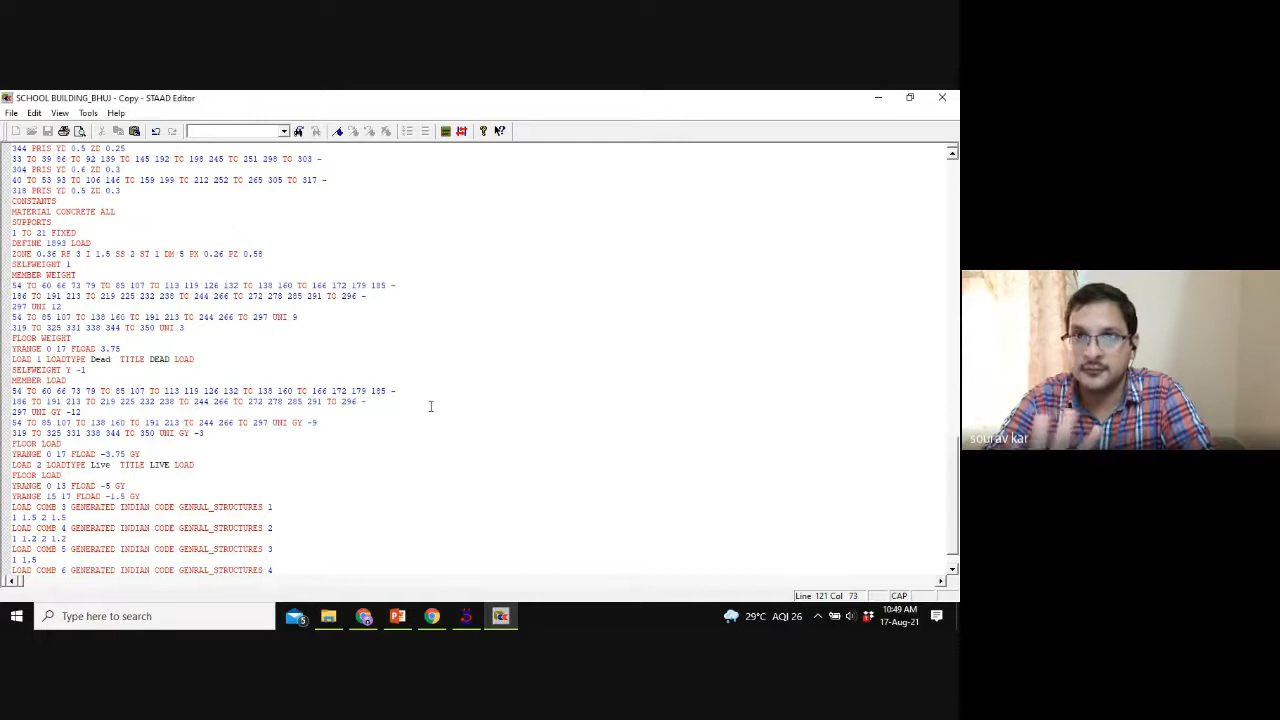 SCHOOL BUILDING_BHUJ - Copy - STAAD Editor
File Edit View Tools Help
344 PRIS YD 0.5 ZD 0.25
33 TO 39 86 TO 92 139 TO 145 192 TO 198 245 TO 251 298 TO 303 -
304 PRIS YD 0.6 ZD 0.3
40 TO 53 93 TO 106 146 TO 159 199 TO 212 252 TO 265 305 TO 317 -
318 PRIS YD 0.5 ZD 0.3
CONSTANTS
MATERIAL CONCRETE ALL
SUPPORTS
1 TO 21 FIXED
DEFINE 1893 LOAD
ZONE 0.36 RF 3 I 1.5 SS 2 ST 1 DM 5 PX 0.26 PZ 0.58
SELFWEIGHT 1
MEMBER WEIGHT
54 TO 60 66 73 79 TO 85 107 TO 113 119 126 132 TO 138 160 TO 166 172 179 185 -
186 TO 191 213 TO 219 225 232 238 TO 244 266 TO 272 278 285 291 TO 296 -
297 UNI 12
54 TO 85 107 TO 138 160 TO 191 213 TO 244 266 TO 297 UNI 9
319 TO 325 331 338 344 TO 350 UNI 3
FLOOR WEIGHT
YRANGE 0 17 FLOAD 3.75
LOAD 1 LOADTYPE Dead TITLE DEAD LOAD
SELFWEIGHT Y -1
MEMBER LOAD
54 TO 60 66 73 79 TO 85 107 TO 113 119 126 132 TO 138 160 TO 166 172 179 185 -
186 TO 191 213 TO 219 225 232 238 TO 244 266 TO 272 278 285 291 TO 296 -
297 UNI GY -12
54 TO 85 107 TO 138 160 TO 191 213 TO 244 266 TO 297 UNI GY -9
319 TO 325 331 338 344 TO 350 UNI GY -3
FLOOR LOAD
YRANGE 0 17 FLOAD -3.75 GY
LOAD 2 LOADTYPE Live TITLE LIVE LOAD
FLOOR LOAD
YRANGE 0 13 FLOAD -5 GY
YRANGE 15 17 FLOAD -1.5 GY
LOAD COMB 3 GENERATED INDIAN CODE GENRAL_STRUCTURES 1
1 1.5 2 1.5
LOAD COMB 4 GENERATED INDIAN CODE GENRAL_STRUCTURES 2
1 1.2 2 1.2
LOAD COMB 5 GENERATED INDIAN CODE GENRAL_STRUCTURES 3
1 1.5
LOAD COMB 6 GENERATED INDIAN CODE GENRAL_STRUCTURES 4
Line 121 Col 73 CAP
Type here to search
5
29°C AQI 26
10:49 AM
17-Aug-21
sourav kar